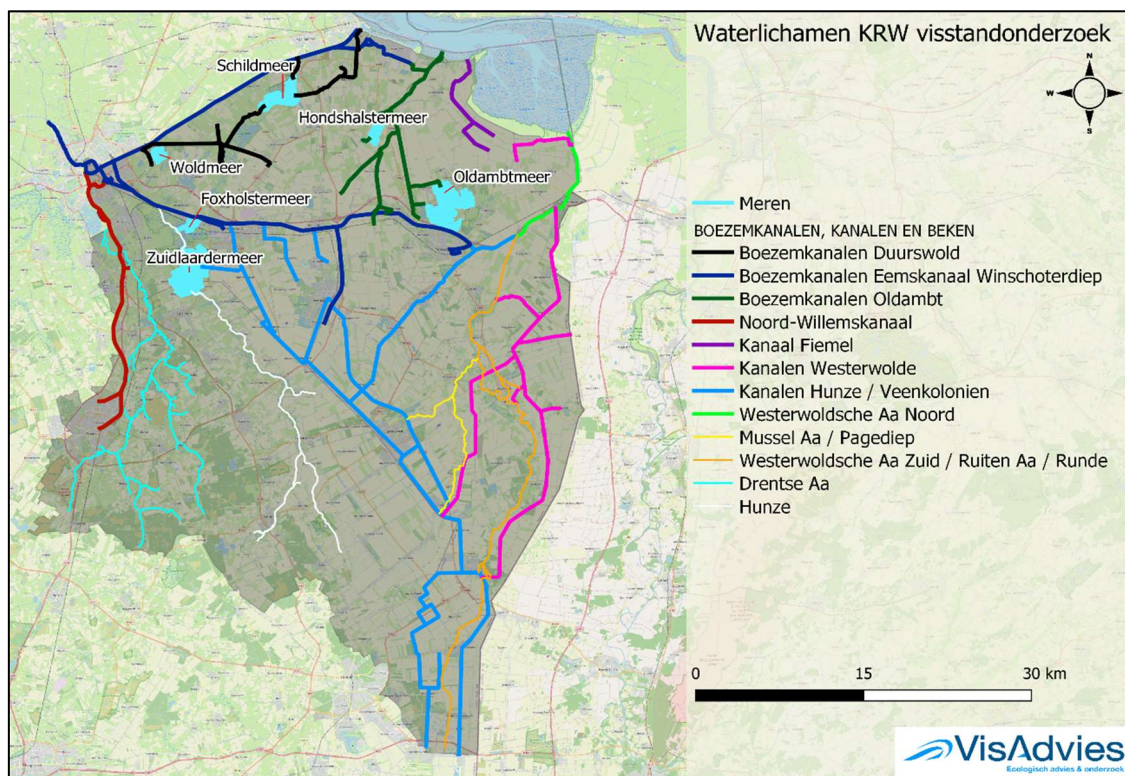 Waterlichamen KRW visstandonderzoek
N
W
S
Schildmeer
Hondshalstermeer
Woldmeer
Oldambtmeer
Foxholstermeer
Zuidlaardermeer
Meren
BOEZEMKANALEN, KANALEN EN BEKEN
Boezemkanalen Duurswold
Boezemkanalen Eemskanaal Winschoterdiep
Boezemkanalen Oldambt
Noord-Willemskanaal
Kanaal Fiemel
Kanalen Westerwolde
Kanalen Hunze / Veenkolonien
Westerwoldsche Aa Noord
Mussel Aa / Pagediep
Westerwoldsche Aa Zuid / Ruiten Aa / Runde
Drentse Aa
Hunze
0 15 30 km
VisAdvies
Ecologisch advies & onderzoek